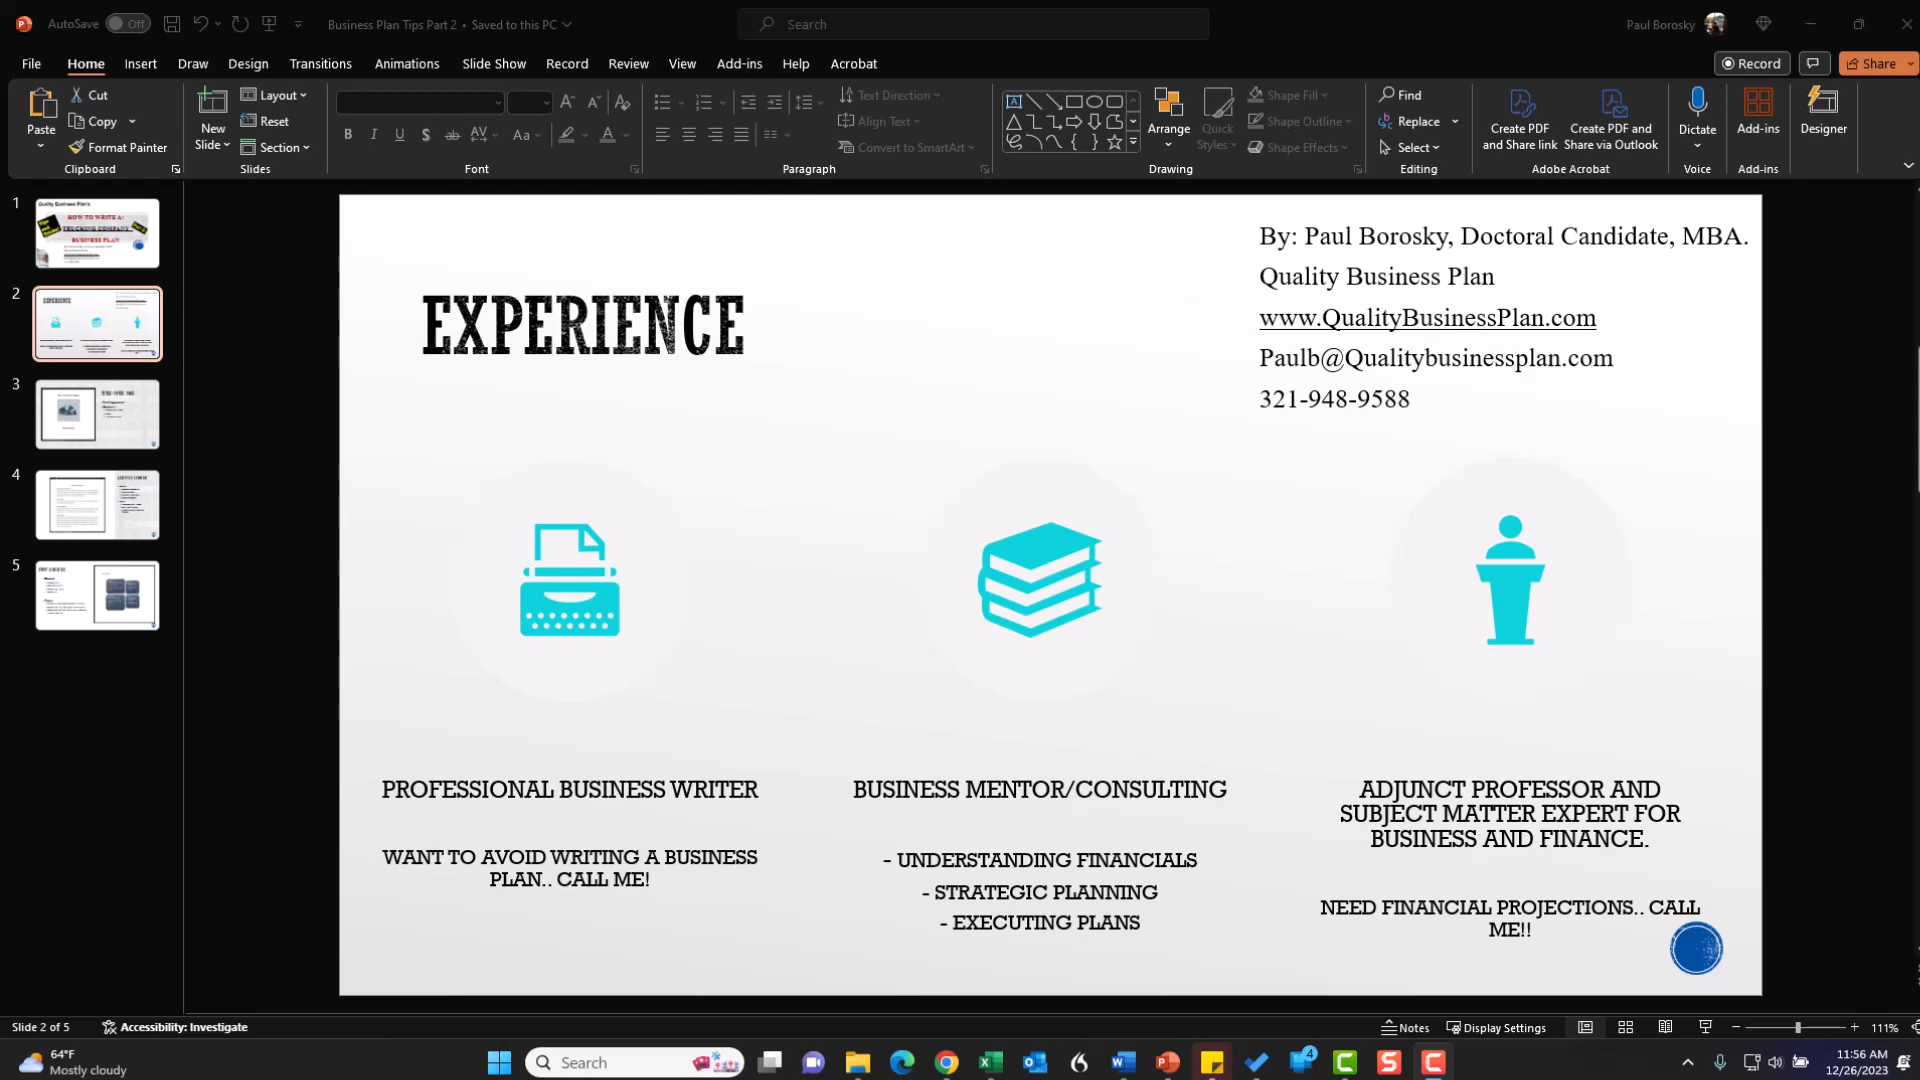 AutoSave Off Business Plan Tips Part 2 • Saved to this PC Search Paul Borosky
File Home Insert Draw Design Transitions Animations Slide Show Record Review View Add-ins Help Acrobat Record Share
Paste Cut Copy Format Painter Clipboard
New Slide Layout Reset Section Slides
Font
Text Direction Align Text Convert to SmartArt Paragraph
Arrange Quick Styles Shape Fill Shape Outline Shape Effects Drawing
Find Replace Select Editing
Create PDF and Share link Create PDF and Share via Outlook Adobe Acrobat
Dictate Voice
Add-ins Add-ins
Designer
1
2
3
4
5
EXPERIENCE
By: Paul Borosky, Doctoral Candidate, MBA.
Quality Business Plan
www.QualityBusinessPlan.com
Paulb@Qualitybusinessplan.com
321-948-9588
PROFESSIONAL BUSINESS WRITER
WANT TO AVOID WRITING A BUSINESS
PLAN.. CALL ME!
BUSINESS MENTOR/CONSULTING
- UNDERSTANDING FINANCIALS
- STRATEGIC PLANNING
- EXECUTING PLANS
ADJUNCT PROFESSOR AND
SUBJECT MATTER EXPERT FOR
BUSINESS AND FINANCE.
NEED FINANCIAL PROJECTIONS.. CALL
ME!!
Slide 2 of 5 Accessibility: Investigate Notes Display Settings 111%
64°F
Mostly cloudy
Search
4
11:56 AM
12/26/2023